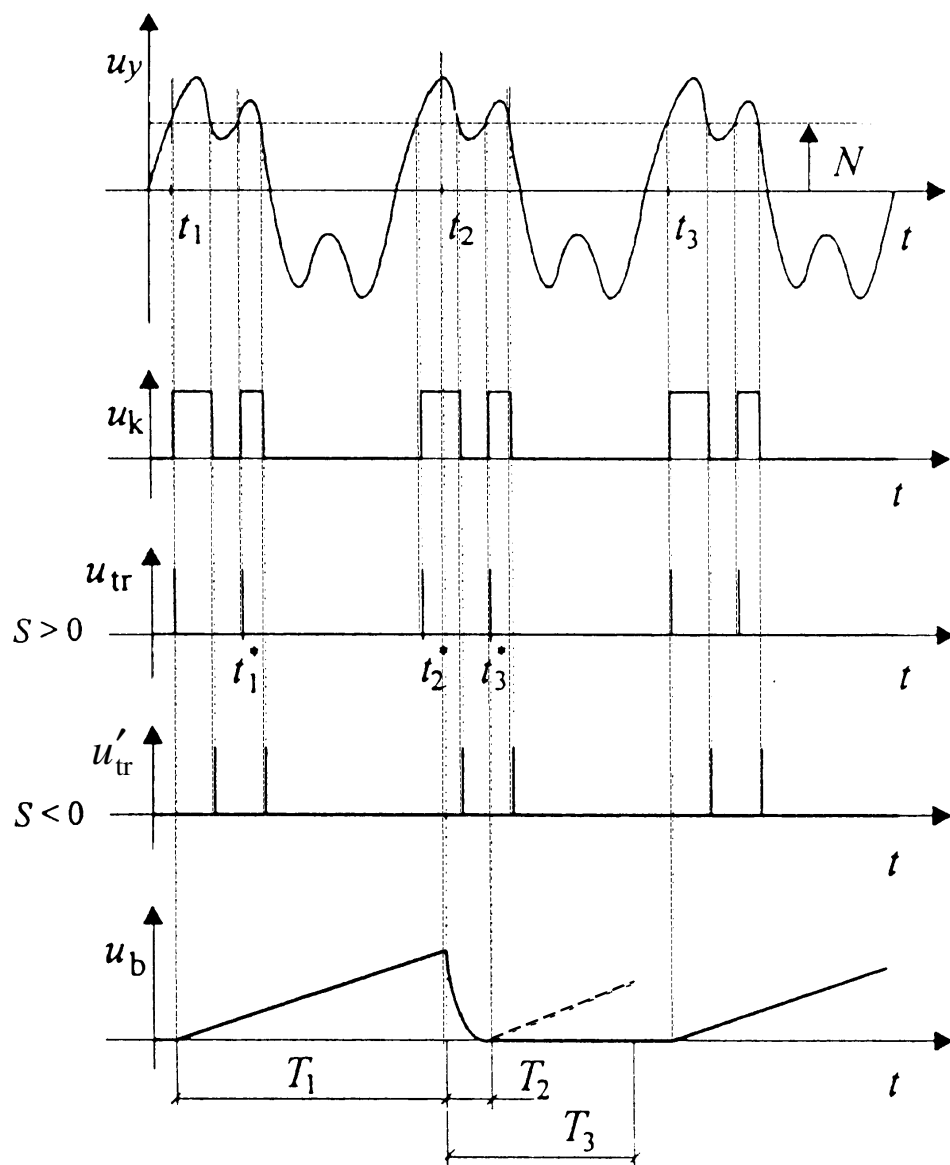 u_y
N
t_1 t_2 t_3 t
u_k
t
u_tr
S > 0
t_1^• t_2^• t_3^• t
u'_tr
S < 0
t
u_b
T_1 T_2 t
T_3